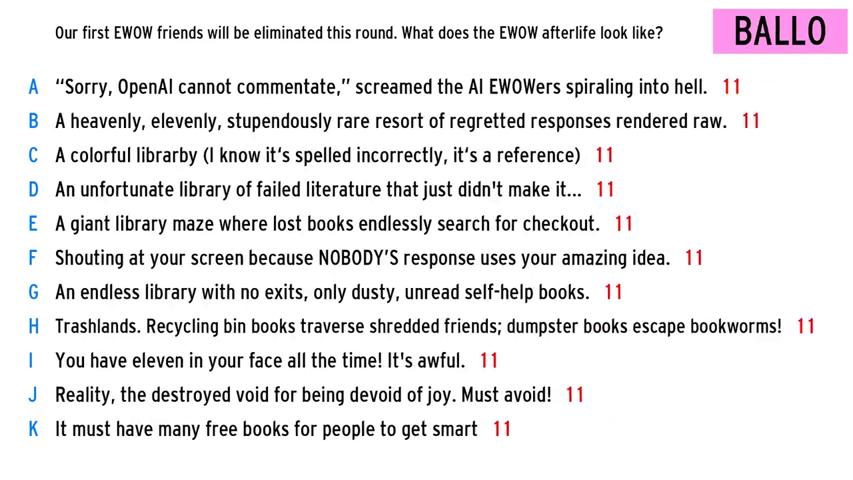 Our first EWOW friends will be eliminated this round. What does the EWOW afterlife look like?
BALLO
A “Sorry, OpenAI cannot commentate,” screamed the AI EWOWers spiraling into hell. 11
B A heavenly, elevenly, stupendously rare resort of regretted responses rendered raw. 11
C A colorful librarby (I know it's spelled incorrectly, it's a reference) 11
D An unfortunate library of failed literature that just didn't make it... 11
E A giant library maze where lost books endlessly search for checkout. 11
F Shouting at your screen because NOBODY'S response uses your amazing idea. 11
G An endless library with no exits, only dusty, unread self-help books. 11
H Trashlands. Recycling bin books traverse shredded friends; dumpster books escape bookworms! 11
I You have eleven in your face all the time! It's awful. 11
J Reality, the destroyed void for being devoid of joy. Must avoid! 11
K It must have many free books for people to get smart 11